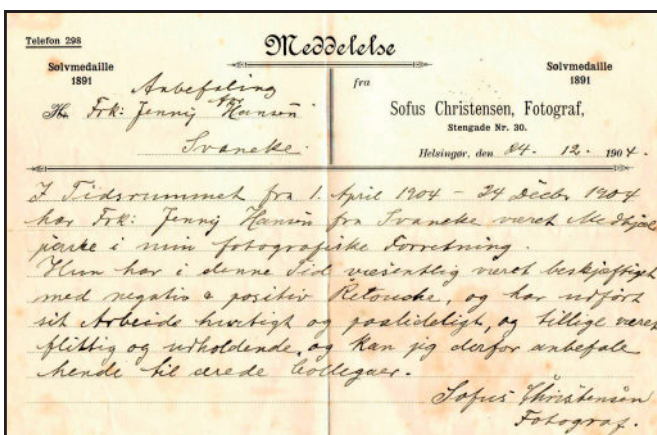 Telefon 298
Meddelelse
Sølvmedaille
1891
fra
Sølvmedaille
1891
Anbefaling
Frk: Jenny Hansen
Svaneke.
Sofus Christensen, Fotograf,
Stengade Nr. 30.
Helsingør, den 24. 12. 1904.
I Tidsrummet fra 1. April 1904 – 24 Decbr 1904
har Frk: Jenny Hansen fra Svaneke været Medhjæl
perske i min fotografiske Forretning.
Hun har i denne Tid væsentlig været beskjæftiget
med negativ & positiv Retouche, og har udført
sit Arbeide hurtigt og paalideligt, og tillige været
flittig og udholdende, og kan jeg derfor anbefale
hende til ærede Collegaer.
Sofus Christensen
Fotograf.